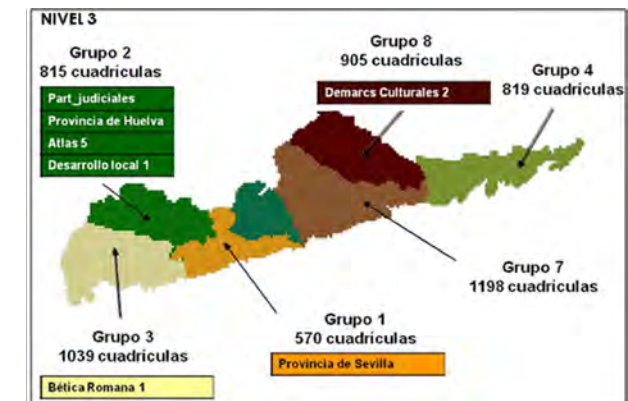 NIVEL 3
Grupo 2
815 cuadrículas
Part_judiciales
Provincia de Huelva
Atlas 5
Desarrollo local 1
Grupo 8
905 cuadrículas
Demarcs Culturales 2
Grupo 4
819 cuadrículas
Grupo 7
1198 cuadrículas
Grupo 3
1039 cuadrículas
Bética Romana 1
Grupo 1
570 cuadrículas
Provincia de Sevilla